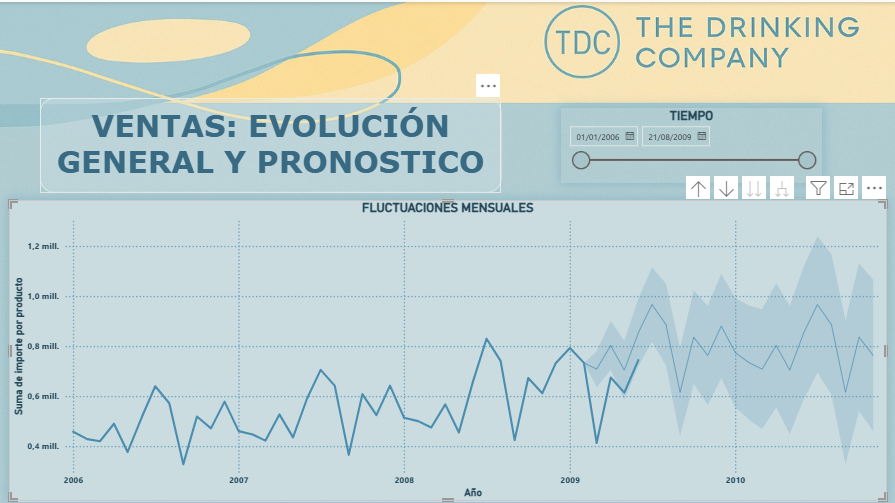 TDC
THE DRINKING
COMPANY
VENTAS: EVOLUCIÓN
GENERAL Y PRONOSTICO
TIEMPO
01/01/2006
21/08/2009
FLUCTUACIONES MENSUALES
Suma de importe por producto
1,2 mill.
1,0 mill.
0,8 mill.
0,6 mill.
0,4 mill.
2006 2007 2008 2009 2010
Año